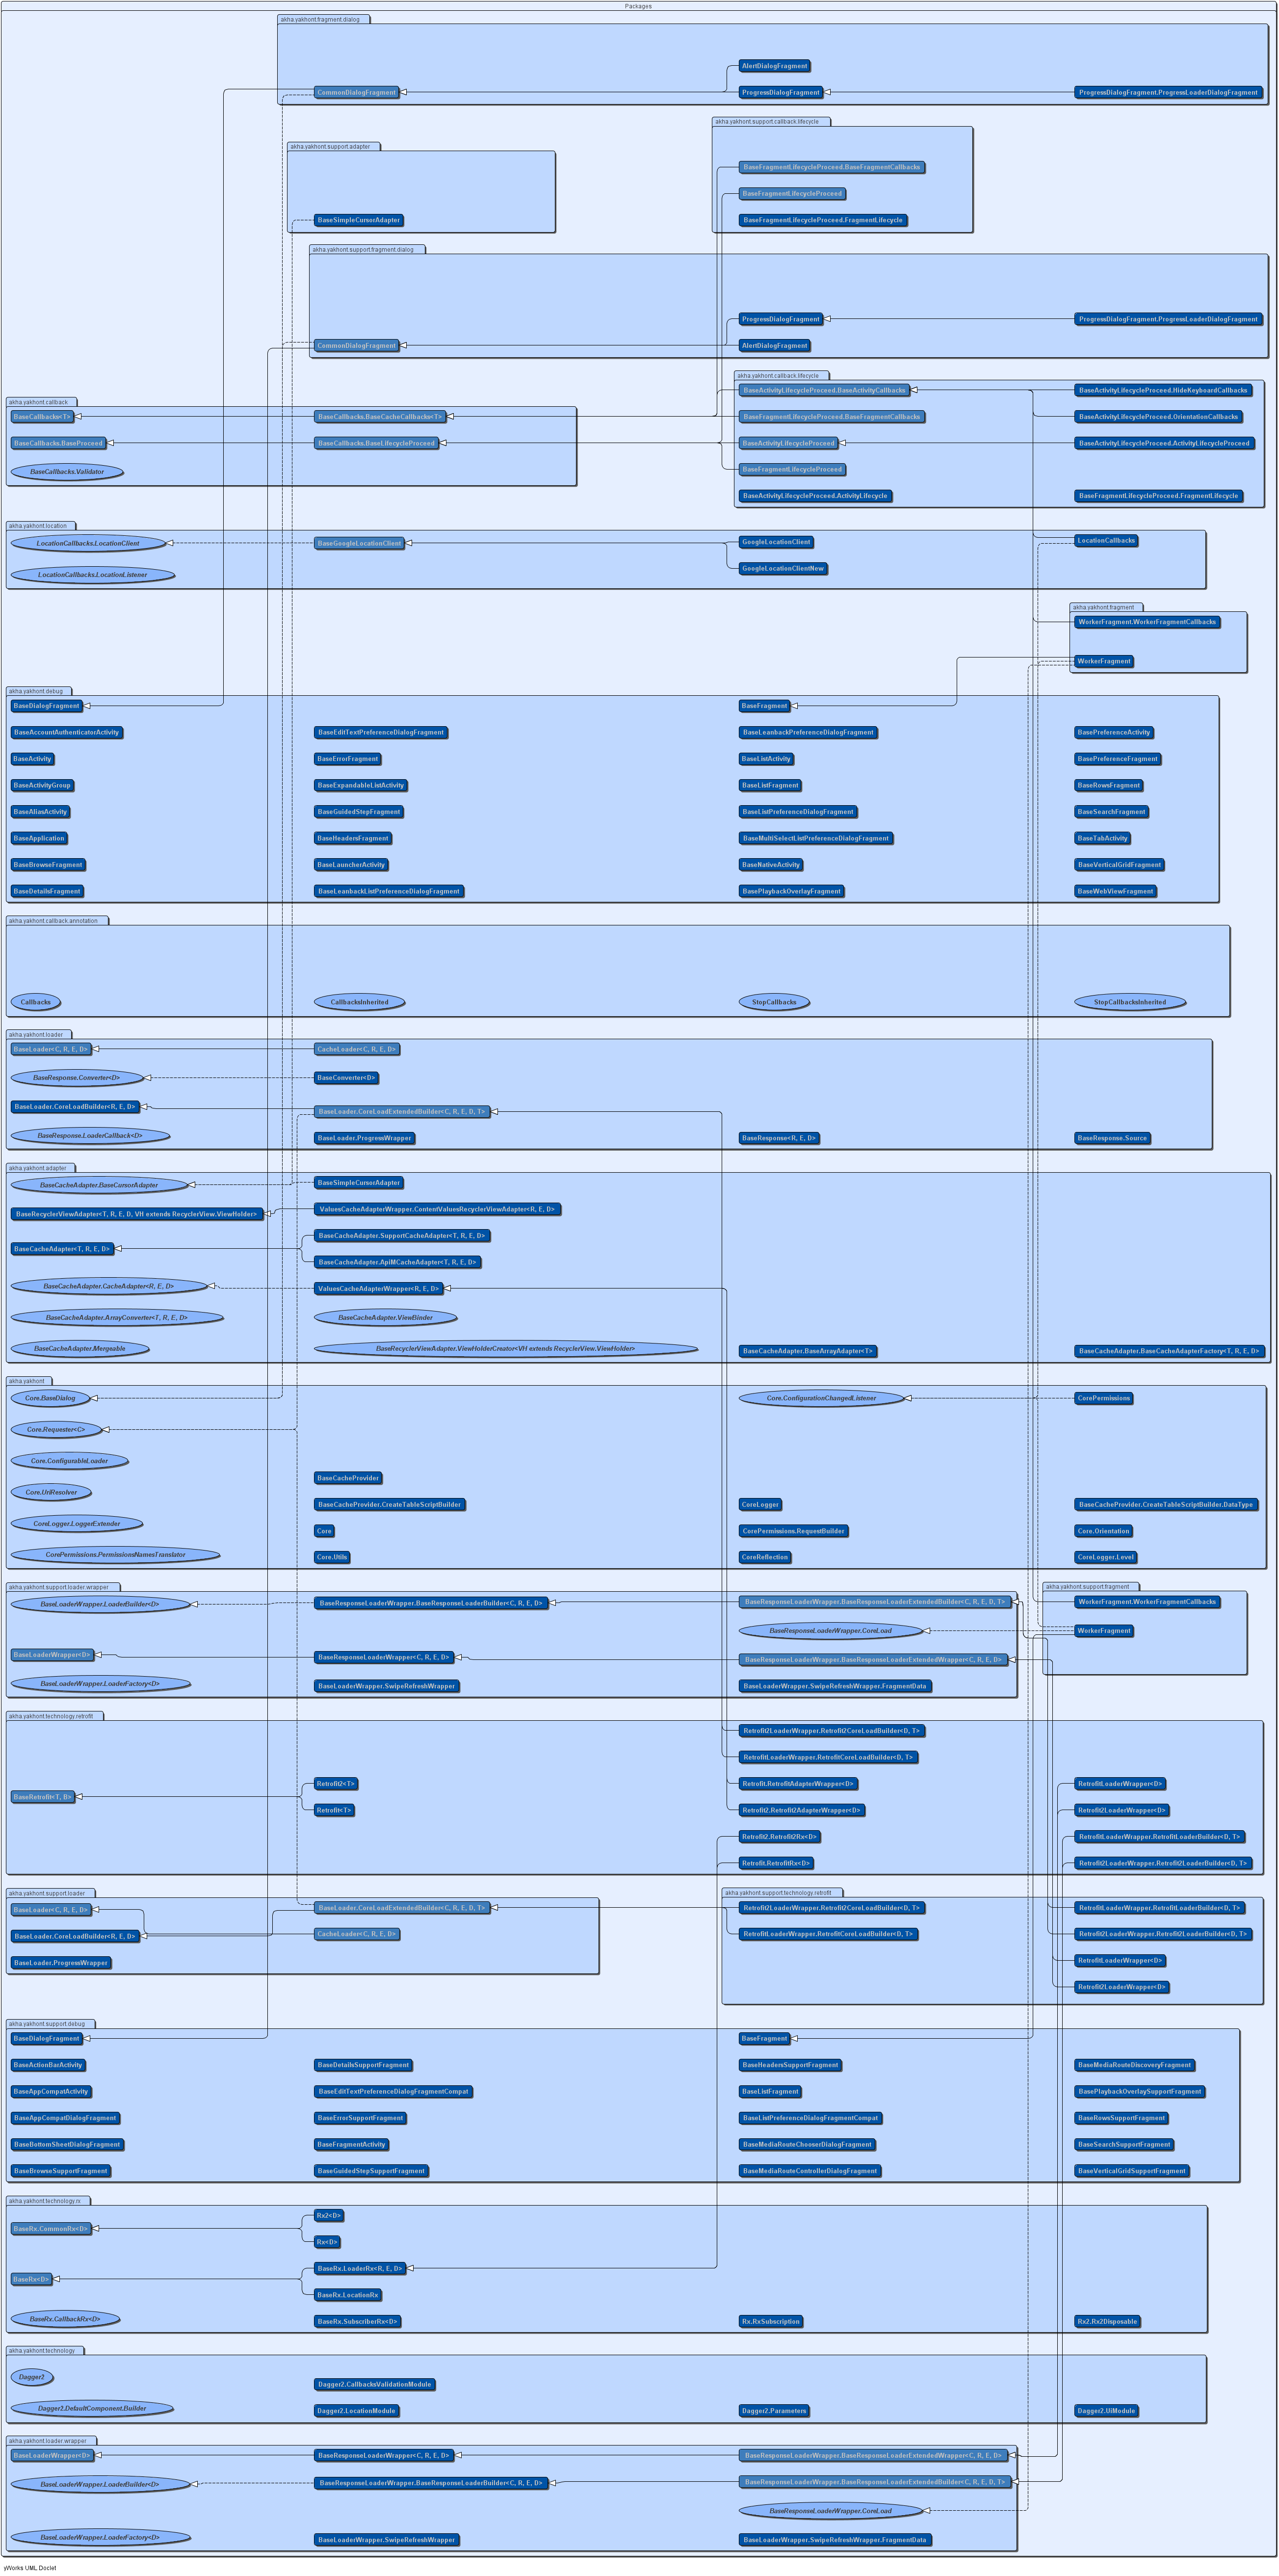 Packages
akha.yakhont.fragment.dialog
AlertDialogFragment
CommonDialogFragment
ProgressDialogFragment
ProgressDialogFragment.ProgressLoaderDialogFragment
akha.yakhont.support.callback.lifecycle
akha.yakhont.support.adapter
BaseFragmentLifecycleProceed.BaseFragmentCallbacks
BaseFragmentLifecycleProceed
BaseSimpleCursorAdapter
BaseFragmentLifecycleProceed.FragmentLifecycle
akha.yakhont.support.fragment.dialog
ProgressDialogFragment
ProgressDialogFragment.ProgressLoaderDialogFragment
CommonDialogFragment
AlertDialogFragment
akha.yakhont.callback.lifecycle
BaseActivityLifecycleProceed.BaseActivityCallbacks
BaseActivityLifecycleProceed.HideKeyboardCallbacks
akha.yakhont.callback
BaseCallbacks<T>
BaseCallbacks.BaseCacheCallbacks<T>
BaseFragmentLifecycleProceed.BaseFragmentCallbacks
BaseActivityLifecycleProceed.OrientationCallbacks
BaseCallbacks.BaseProceed
BaseCallbacks.BaseLifecycleProceed
BaseActivityLifecycleProceed
BaseActivityLifecycleProceed.ActivityLifecycleProceed
BaseCallbacks.Validator
BaseFragmentLifecycleProceed
BaseActivityLifecycleProceed.ActivityLifecycle
BaseFragmentLifecycleProceed.FragmentLifecycle
akha.yakhont.location
LocationCallbacks.LocationClient
BaseGoogleLocationClient
GoogleLocationClient
LocationCallbacks
LocationCallbacks.LocationListener
GoogleLocationClientNew
akha.yakhont.fragment
WorkerFragment.WorkerFragmentCallbacks
WorkerFragment
akha.yakhont.debug
BaseDialogFragment
BaseFragment
BaseAccountAuthenticatorActivity
BaseEditTextPreferenceDialogFragment
BaseLeanbackPreferenceDialogFragment
BasePreferenceActivity
BaseActivity
BaseErrorFragment
BaseListActivity
BasePreferenceFragment
BaseActivityGroup
BaseExpandableListActivity
BaseListFragment
BaseRowsFragment
BaseAliasActivity
BaseGuidedStepFragment
BaseListPreferenceDialogFragment
BaseSearchFragment
BaseApplication
BaseHeadersFragment
BaseMultiSelectListPreferenceDialogFragment
BaseTabActivity
BaseBrowseFragment
BaseLauncherActivity
BaseNativeActivity
BaseVerticalGridFragment
BaseDetailsFragment
BaseLeanbackListPreferenceDialogFragment
BasePlaybackOverlayFragment
BaseWebViewFragment
akha.yakhont.callback.annotation
Callbacks
CallbacksInherited
StopCallbacks
StopCallbacksInherited
akha.yakhont.loader
BaseLoader<C, R, E, D>
CacheLoader<C, R, E, D>
BaseResponse.Converter<D>
BaseConverter<D>
BaseLoader.CoreLoadBuilder<R, E, D>
BaseLoader.CoreLoadExtendedBuilder<C, R, E, D, T>
BaseResponse.LoaderCallback<D>
BaseLoader.ProgressWrapper
BaseResponse<R, E, D>
BaseResponse.Source
akha.yakhont.adapter
BaseCacheAdapter.BaseCursorAdapter
BaseSimpleCursorAdapter
BaseRecyclerViewAdapter<T, R, E, D, VH extends RecyclerView.ViewHolder>
ValuesCacheAdapterWrapper.ContentValuesRecyclerViewAdapter<R, E, D>
BaseCacheAdapter.SupportCacheAdapter<T, R, E, D>
BaseCacheAdapter<T, R, E, D>
BaseCacheAdapter.ApiMCacheAdapter<T, R, E, D>
BaseCacheAdapter.CacheAdapter<R, E, D>
ValuesCacheAdapterWrapper<R, E, D>
BaseCacheAdapter.ArrayConverter<T, R, E, D>
BaseCacheAdapter.ViewBinder
BaseCacheAdapter.Mergeable
BaseRecyclerViewAdapter.ViewHolderCreator<VH extends RecyclerView.ViewHolder>
BaseCacheAdapter.BaseArrayAdapter<T>
BaseCacheAdapter.BaseCacheAdapterFactory<T, R, E, D>
akha.yakhont
Core.BaseDialog
Core.ConfigurationChangedListener
CorePermissions
Core.Requester<C>
Core.ConfigurableLoader
BaseCacheProvider
Core.UriResolver
BaseCacheProvider.CreateTableScriptBuilder
CoreLogger
BaseCacheProvider.CreateTableScriptBuilder.DataType
CoreLogger.LoggerExtender
Core
CorePermissions.RequestBuilder
Core.Orientation
CorePermissions.PermissionsNamesTranslator
Core.Utils
CoreReflection
CoreLogger.Level
akha.yakhont.support.loader.wrapper
akha.yakhont.support.fragment
BaseLoaderWrapper.LoaderBuilder<D>
BaseResponseLoaderWrapper.BaseResponseLoaderBuilder<C, R, E, D>
BaseResponseLoaderWrapper.BaseResponseLoaderExtendedBuilder<C, R, E, D, T>
WorkerFragment.WorkerFragmentCallbacks
BaseResponseLoaderWrapper.CoreLoad
WorkerFragment
BaseLoaderWrapper<D>
BaseResponseLoaderWrapper<C, R, E, D>
BaseResponseLoaderWrapper.BaseResponseLoaderExtendedWrapper<C, R, E, D>
BaseLoaderWrapper.LoaderFactory<D>
BaseLoaderWrapper.SwipeRefreshWrapper
BaseLoaderWrapper.SwipeRefreshWrapper.FragmentData
akha.yakhont.technology.retrofit
Retrofit2LoaderWrapper.Retrofit2CoreLoadBuilder<D, T>
RetrofitLoaderWrapper.RetrofitCoreLoadBuilder<D, T>
Retrofit2<T>
Retrofit.RetrofitAdapterWrapper<D>
RetrofitLoaderWrapper<D>
BaseRetrofit<T, B>
Retrofit<T>
Retrofit2.Retrofit2AdapterWrapper<D>
Retrofit2LoaderWrapper<D>
Retrofit2.Retrofit2Rx<D>
RetrofitLoaderWrapper.RetrofitLoaderBuilder<D, T>
Retrofit.RetrofitRx<D>
Retrofit2LoaderWrapper.Retrofit2LoaderBuilder<D, T>
akha.yakhont.support.loader
akha.yakhont.support.technology.retrofit
BaseLoader<C, R, E, D>
BaseLoader.CoreLoadExtendedBuilder<C, R, E, D, T>
Retrofit2LoaderWrapper.Retrofit2CoreLoadBuilder<D, T>
RetrofitLoaderWrapper.RetrofitLoaderBuilder<D, T>
BaseLoader.CoreLoadBuilder<R, E, D>
CacheLoader<C, R, E, D>
RetrofitLoaderWrapper.RetrofitCoreLoadBuilder<D, T>
Retrofit2LoaderWrapper.Retrofit2LoaderBuilder<D, T>
BaseLoader.ProgressWrapper
RetrofitLoaderWrapper<D>
Retrofit2LoaderWrapper<D>
akha.yakhont.support.debug
BaseDialogFragment
BaseFragment
BaseActionBarActivity
BaseDetailsSupportFragment
BaseHeadersSupportFragment
BaseMediaRouteDiscoveryFragment
BaseAppCompatActivity
BaseEditTextPreferenceDialogFragmentCompat
BaseListFragment
BasePlaybackOverlaySupportFragment
BaseAppCompatDialogFragment
BaseErrorSupportFragment
BaseListPreferenceDialogFragmentCompat
BaseRowsSupportFragment
BaseBottomSheetDialogFragment
BaseFragmentActivity
BaseMediaRouteChooserDialogFragment
BaseSearchSupportFragment
BaseBrowseSupportFragment
BaseGuidedStepSupportFragment
BaseMediaRouteControllerDialogFragment
BaseVerticalGridSupportFragment
akha.yakhont.technology.rx
Rx2<D>
BaseRx.CommonRx<D>
Rx<D>
BaseRx.LoaderRx<R, E, D>
BaseRx<D>
BaseRx.LocationRx
BaseRx.CallbackRx<D>
BaseRx.SubscriberRx<D>
Rx.RxSubscription
Rx2.Rx2Disposable
akha.yakhont.technology
Dagger2
Dagger2.CallbacksValidationModule
Dagger2.DefaultComponent.Builder
Dagger2.LocationModule
Dagger2.Parameters
Dagger2.UiModule
akha.yakhont.loader.wrapper
BaseLoaderWrapper<D>
BaseResponseLoaderWrapper<C, R, E, D>
BaseResponseLoaderWrapper.BaseResponseLoaderExtendedWrapper<C, R, E, D>
BaseLoaderWrapper.LoaderBuilder<D>
BaseResponseLoaderWrapper.BaseResponseLoaderBuilder<C, R, E, D>
BaseResponseLoaderWrapper.BaseResponseLoaderExtendedBuilder<C, R, E, D, T>
BaseResponseLoaderWrapper.CoreLoad
BaseLoaderWrapper.LoaderFactory<D>
BaseLoaderWrapper.SwipeRefreshWrapper
BaseLoaderWrapper.SwipeRefreshWrapper.FragmentData
yWorks UML Doclet